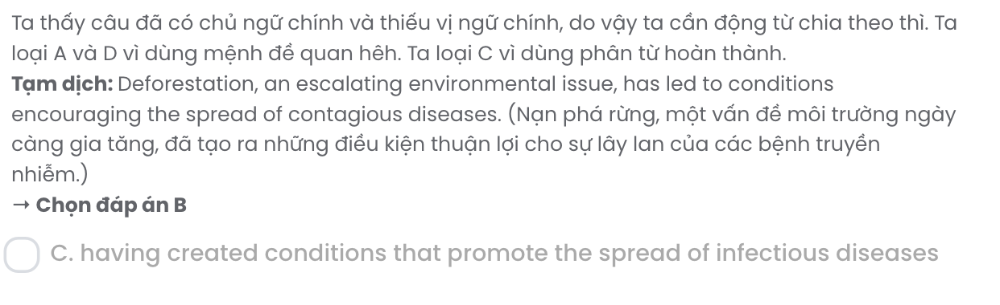 Ta thấy câu đã có chủ ngữ chính và thiếu vị ngữ chính, do vậy ta cần động từ chia theo thì. Ta
loại A và D vì dùng mệnh đề quan hêh. Ta loại C vì dùng phân từ hoàn thành.
Tạm dịch: Deforestation, an escalating environmental issue, has led to conditions
encouraging the spread of contagious diseases. (Nạn phá rừng, một vấn đề môi trường ngày
càng gia tăng, đã tạo ra những điều kiện thuận lợi cho sự lây lan của các bệnh truyền
nhiễm.)
→ Chọn đáp án B
C. having created conditions that promote the spread of infectious diseases